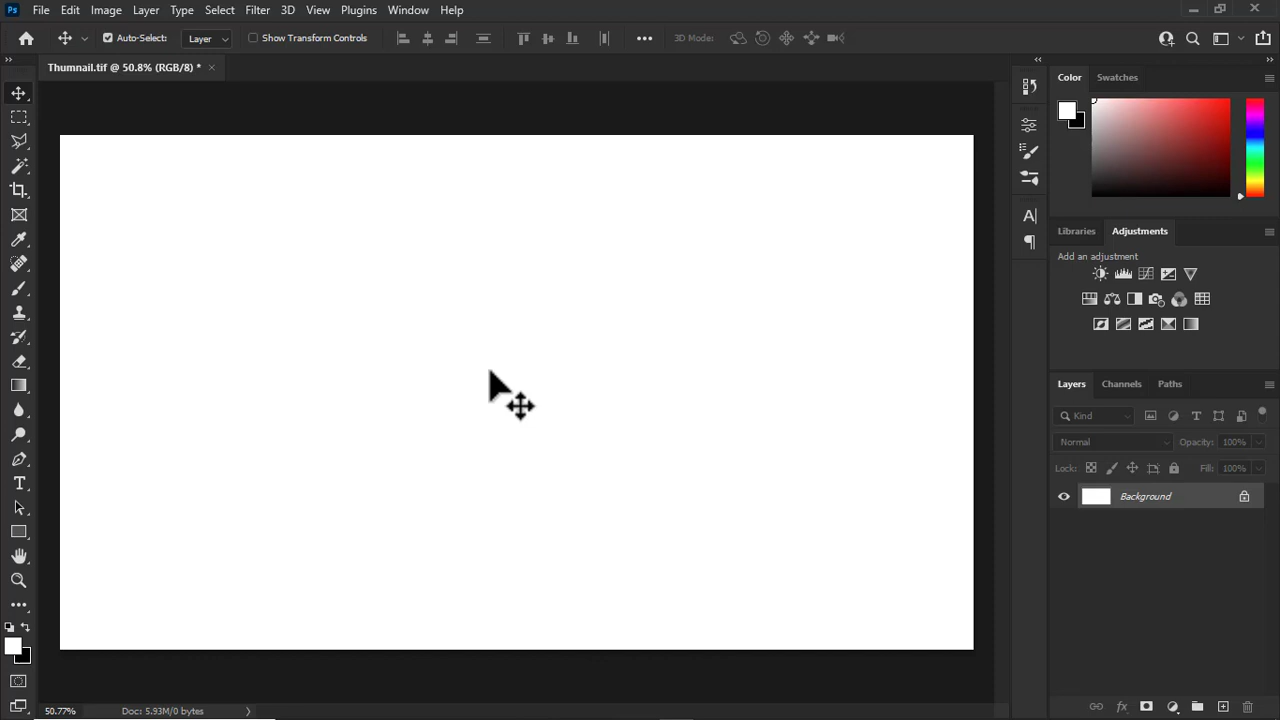 Ps File Edit Image Layer Type Select Filter 3D View Plugins Window Help
Auto-Select: Layer Show Transform Controls 3D Mode:
Thumnail.tif @ 50.8% (RGB/8) *
Color Swatches
Libraries Adjustments
Add an adjustment
Layers Channels Paths
Kind
Normal Opacity: 100%
Lock: Fill: 100%
Background
50.77% Doc: 5.93M/0 bytes